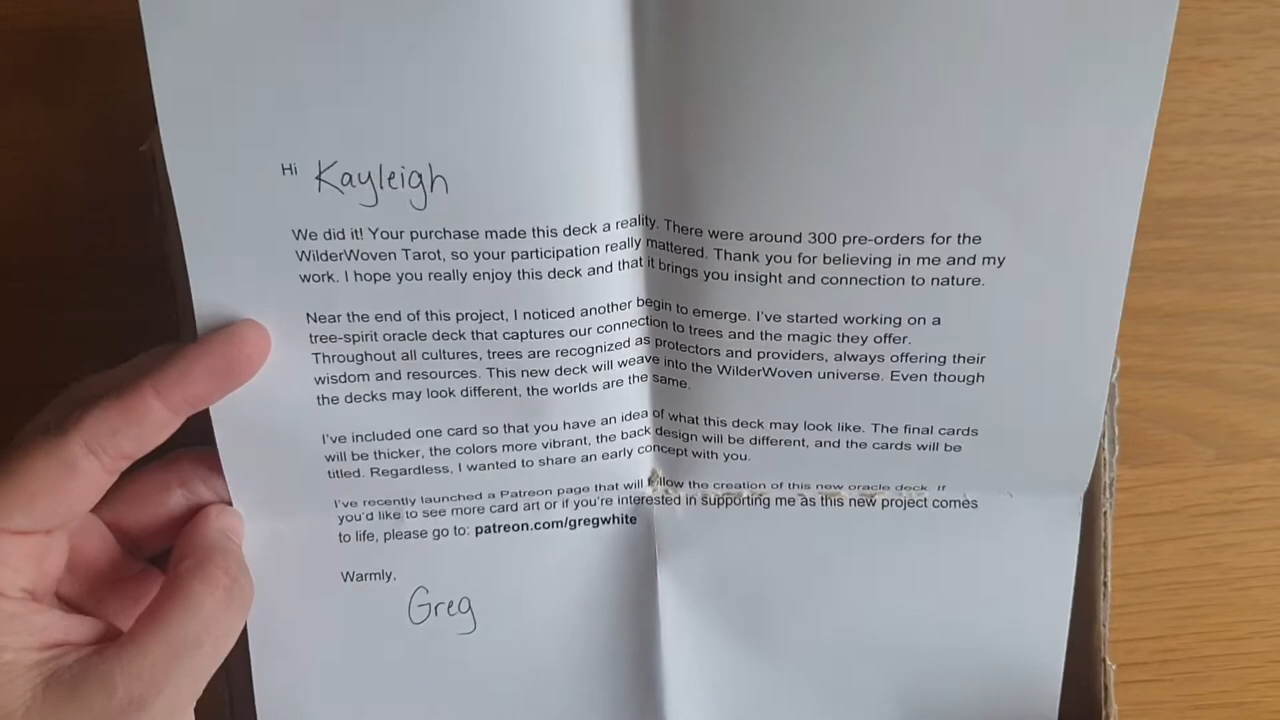 Hi Kayleigh
We did it! Your purchase made this deck a reality. There were around 300 pre-orders for the
WilderWoven Tarot, so your participation really mattered. Thank you for believing in me and my
work. I hope you really enjoy this deck and that it brings you insight and connection to nature.
Near the end of this project, I noticed another begin to emerge. I've started working on a
tree-spirit oracle deck that captures our connection to trees and the magic they offer.
Throughout all cultures, trees are recognized as protectors and providers, always offering their
wisdom and resources. This new deck will weave into the WilderWoven universe. Even though
the decks may look different, the worlds are the same.
I've included one card so that you have an idea of what this deck may look like. The final cards
will be thicker, the colors more vibrant, the back design will be different, and the cards will be
titled. Regardless, I wanted to share an early concept with you.
I've recently launched a Patreon page that will follow the creation of this new oracle deck. If
you'd like to see more card art or if you're interested in supporting me as this new project comes
to life, please go to: patreon.com/gregwhite
Warmly,
Greg